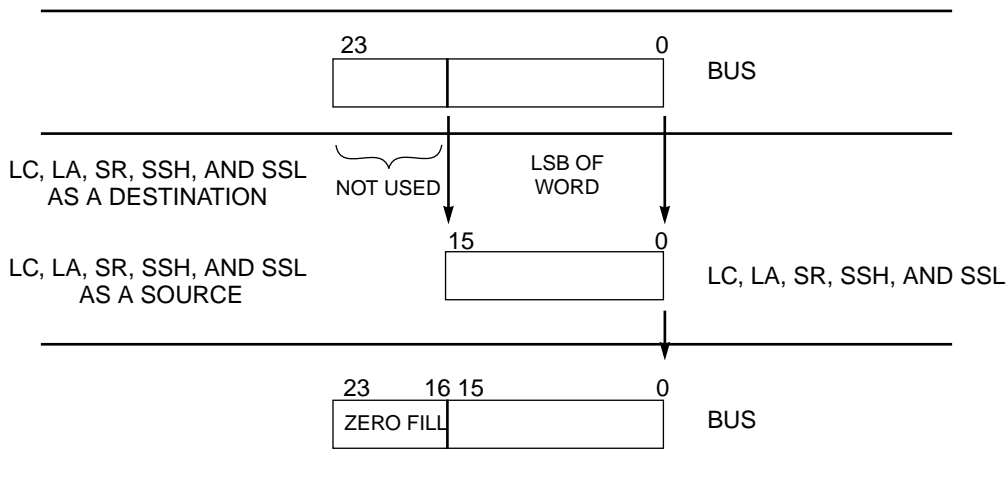 23 0
BUS
LC, LA, SR, SSH, AND SSL
AS A DESTINATION
NOT USED
LSB OF
WORD
15 0
LC, LA, SR, SSH, AND SSL
AS A SOURCE
LC, LA, SR, SSH, AND SSL
23 16 15 0
ZERO FILL
BUS